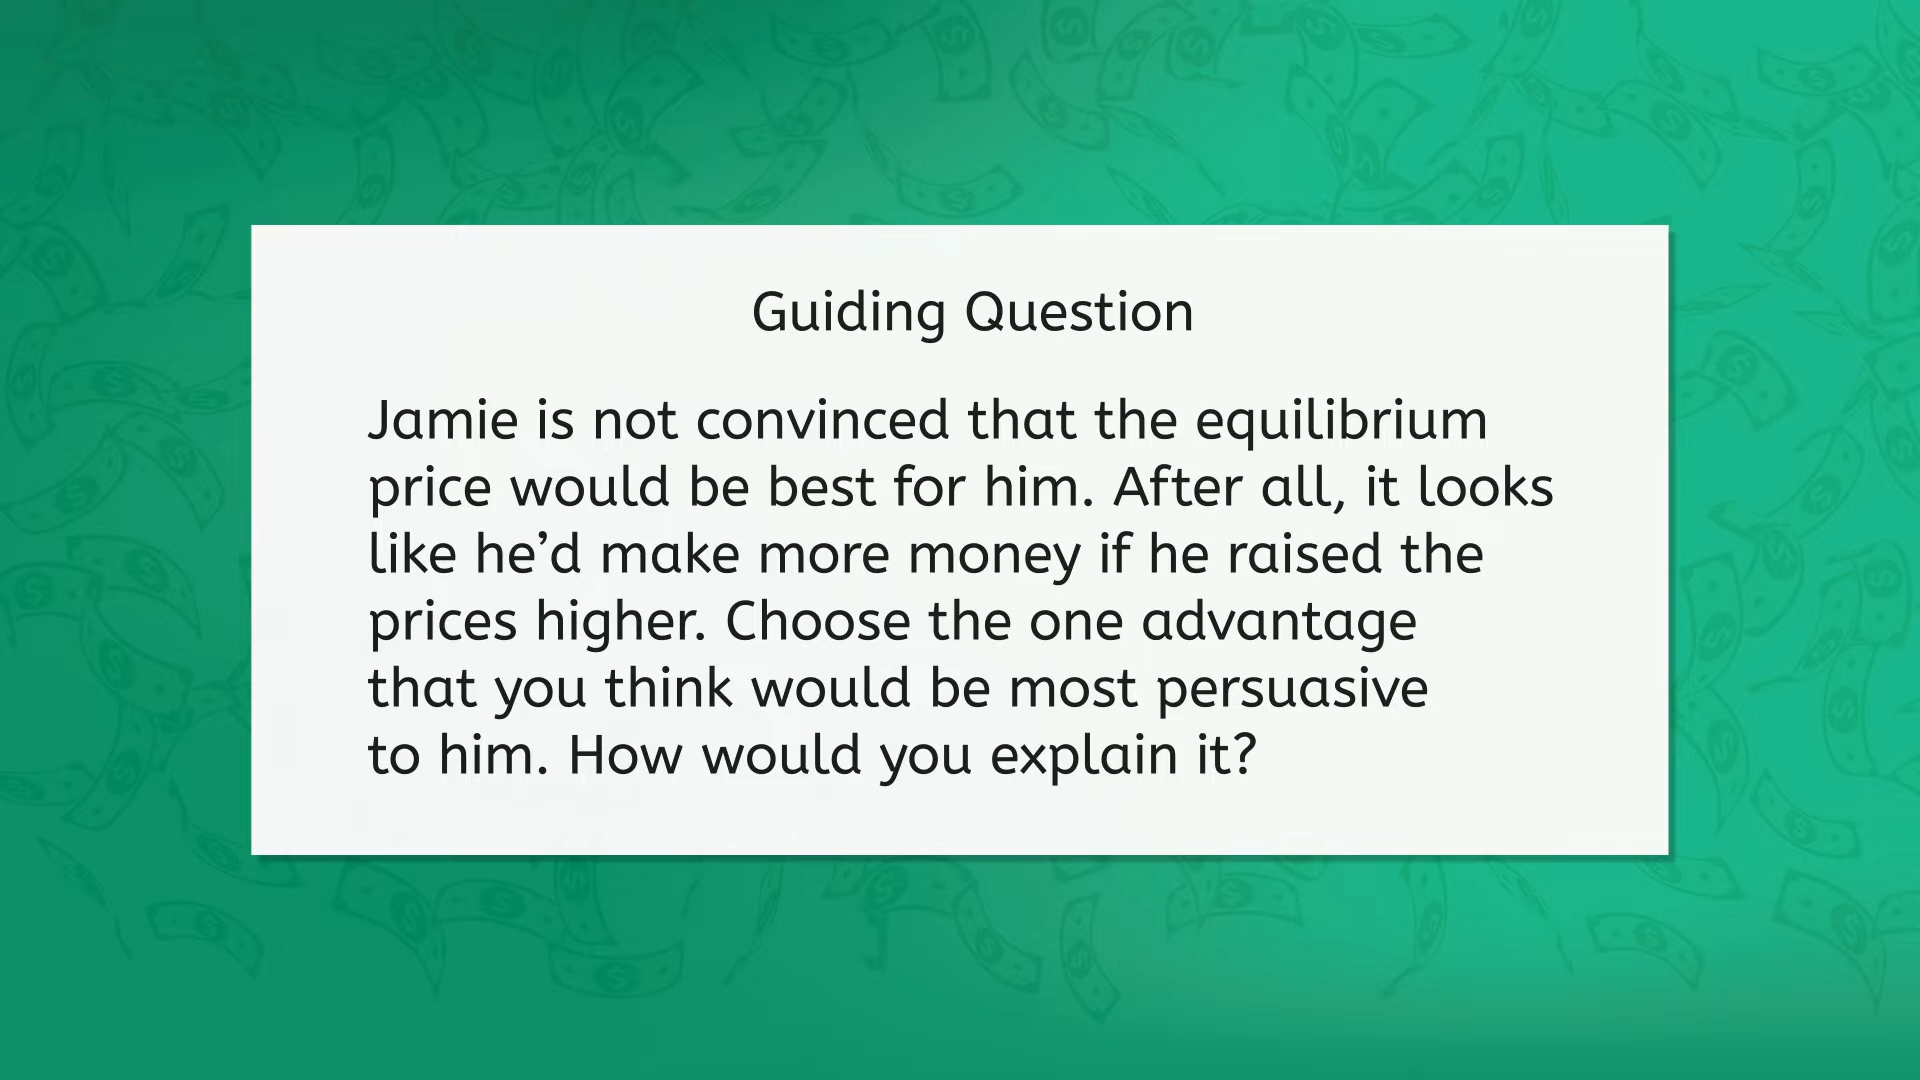 Guiding Question
Jamie is not convinced that the equilibrium
price would be best for him. After all, it looks
like he’d make more money if he raised the
prices higher. Choose the one advantage
that you think would be most persuasive
to him. How would you explain it?